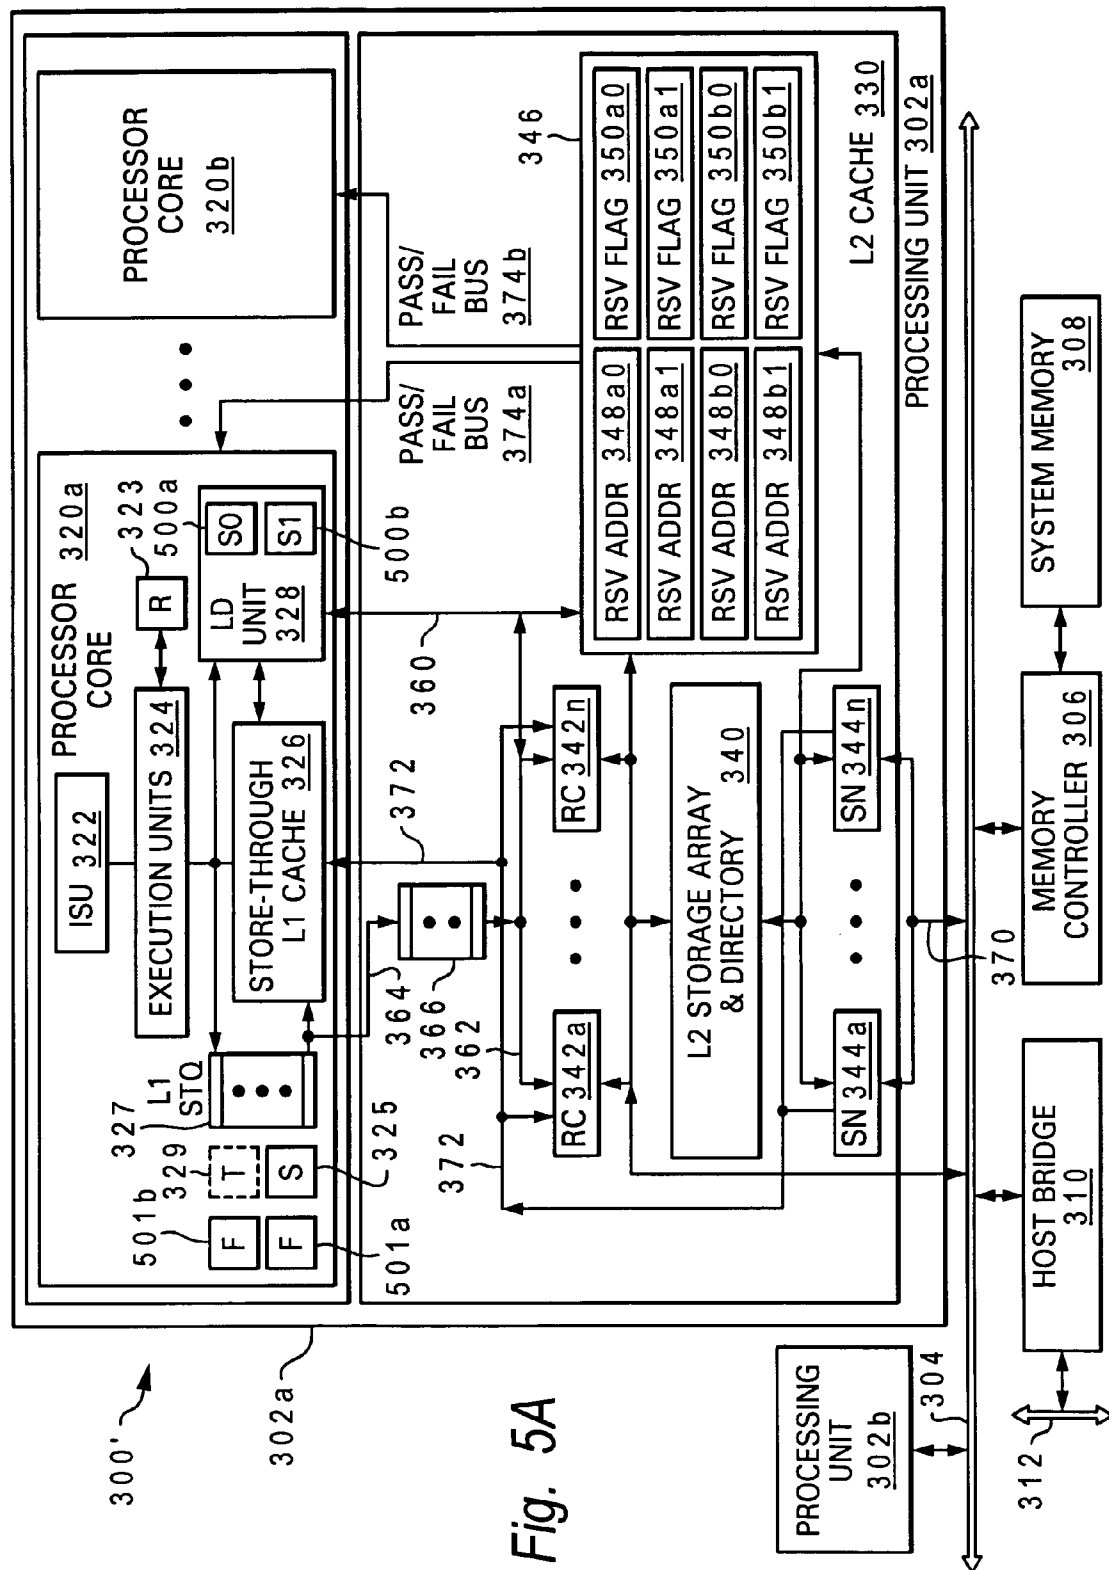 300'
302a
PROCESSOR
CORE
320a
ISU 322
EXECUTION UNITS 324
R
323
500a
LD
UNIT
328
S0
S1
500b
STORE-THROUGH
L1 CACHE 326
L1
STQ
327
T
329
S
325
F
501b
F
501a
PROCESSOR
CORE
320b
360
372
364
366
362
372
PASS/
FAIL
BUS
374a
PASS/
FAIL
BUS
374b
346
RC 342a
RC 342n
L2 STORAGE ARRAY
& DIRECTORY 340
SN 344a
SN 344n
RSV ADDR 348a0
RSV FLAG 350a0
RSV ADDR 348a1
RSV FLAG 350a1
RSV ADDR 348b0
RSV FLAG 350b0
RSV ADDR 348b1
RSV FLAG 350b1
L2 CACHE 330
PROCESSING UNIT 302a
370
PROCESSING
UNIT
302b
304
312
HOST BRIDGE
310
MEMORY
CONTROLLER 306
SYSTEM MEMORY
308
Fig. 5A